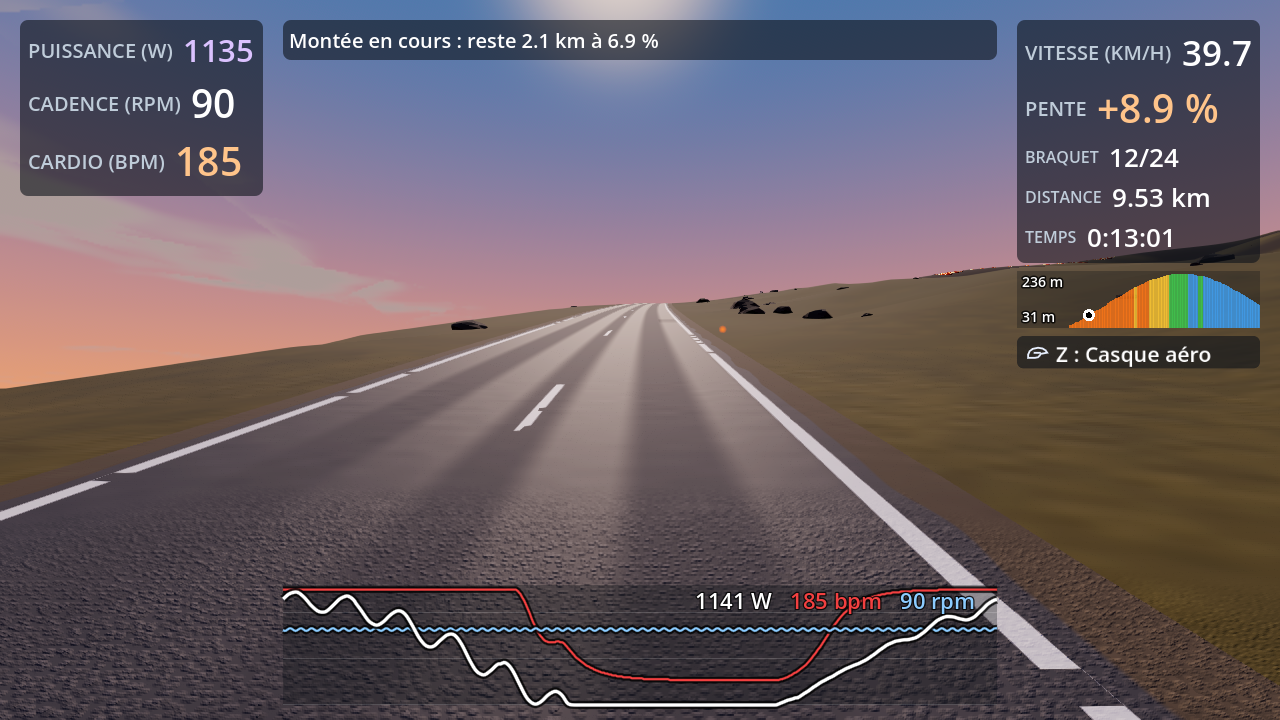 PUISSANCE (W) 1135
CADENCE (RPM) 90
CARDIO (BPM) 185
Montée en cours : reste 2.1 km à 6.9 %
VITESSE (KM/H) 39.7
PENTE +8.9 %
BRAQUET 12/24
DISTANCE 9.53 km
TEMPS 0:13:01
236 m
31 m
Z : Casque aéro
1141 W 185 bpm 90 rpm